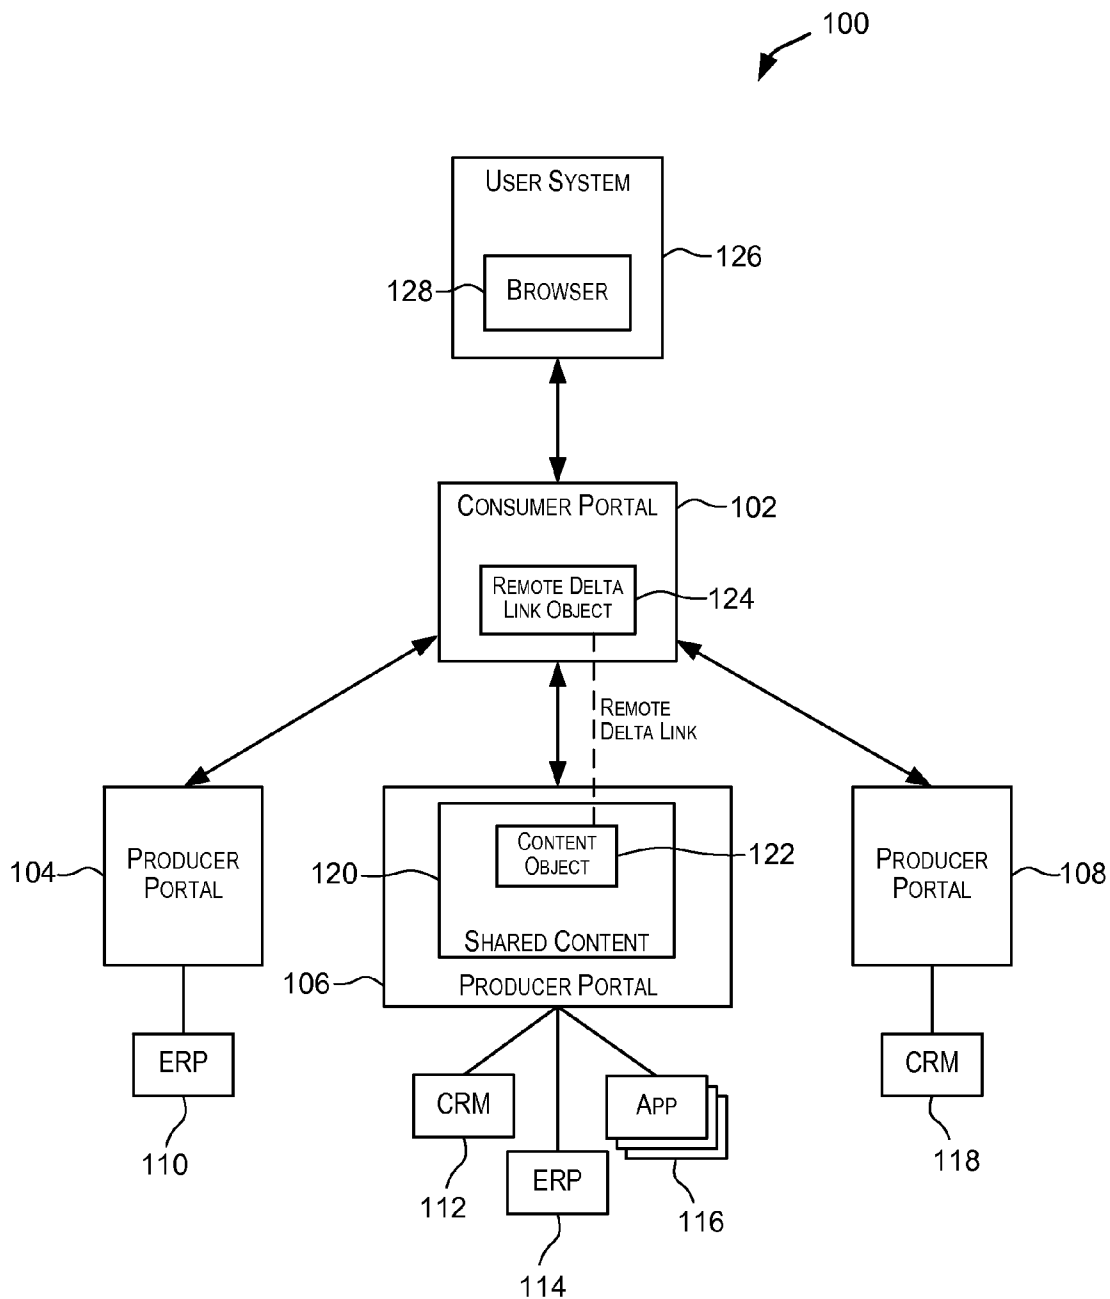 100
USER SYSTEM
126
128
BROWSER
CONSUMER PORTAL
102
REMOTE DELTA
LINK OBJECT
124
REMOTE
DELTA LINK
104
PRODUCER
PORTAL
120
CONTENT
OBJECT
122
SHARED CONTENT
106
PRODUCER PORTAL
PRODUCER
PORTAL
108
ERP
110
CRM
112
ERP
114
APP
116
CRM
118